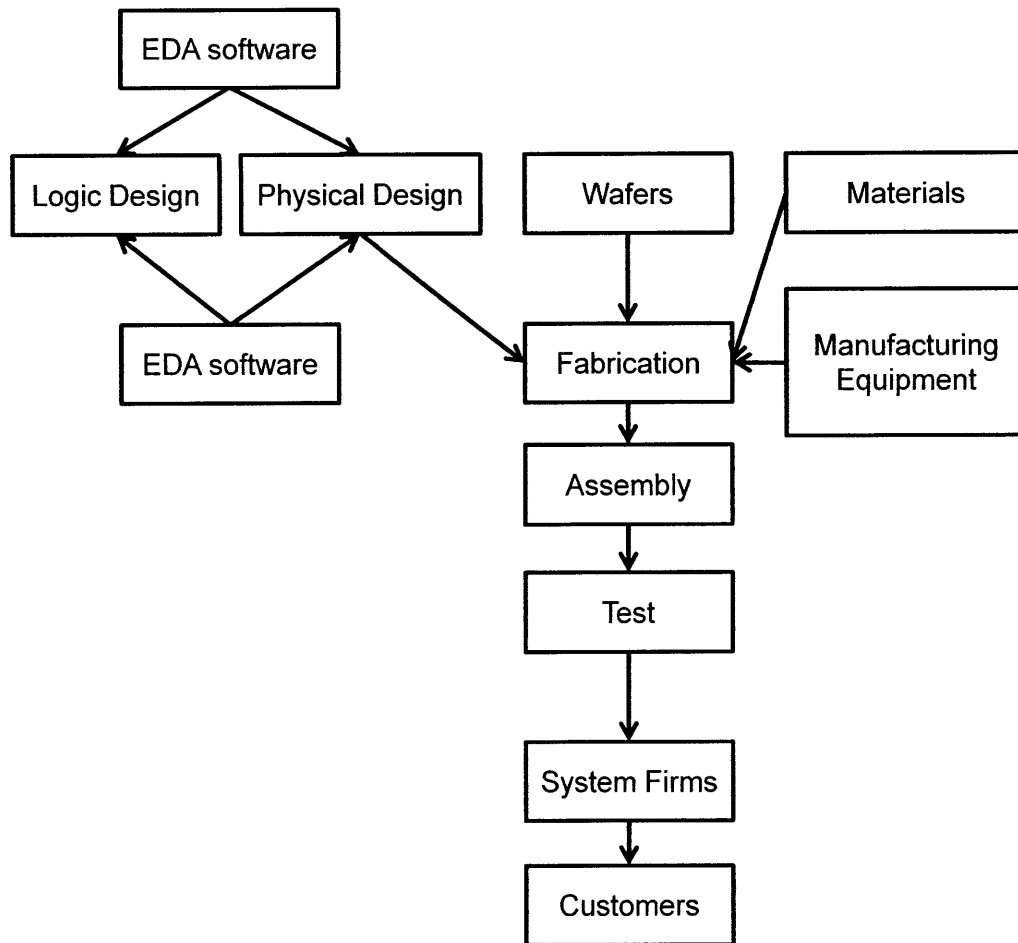 EDA software
Logic Design
Physical Design
Wafers
Materials
EDA software
Fabrication
Manufacturing
Equipment
Assembly
Test
System Firms
Customers